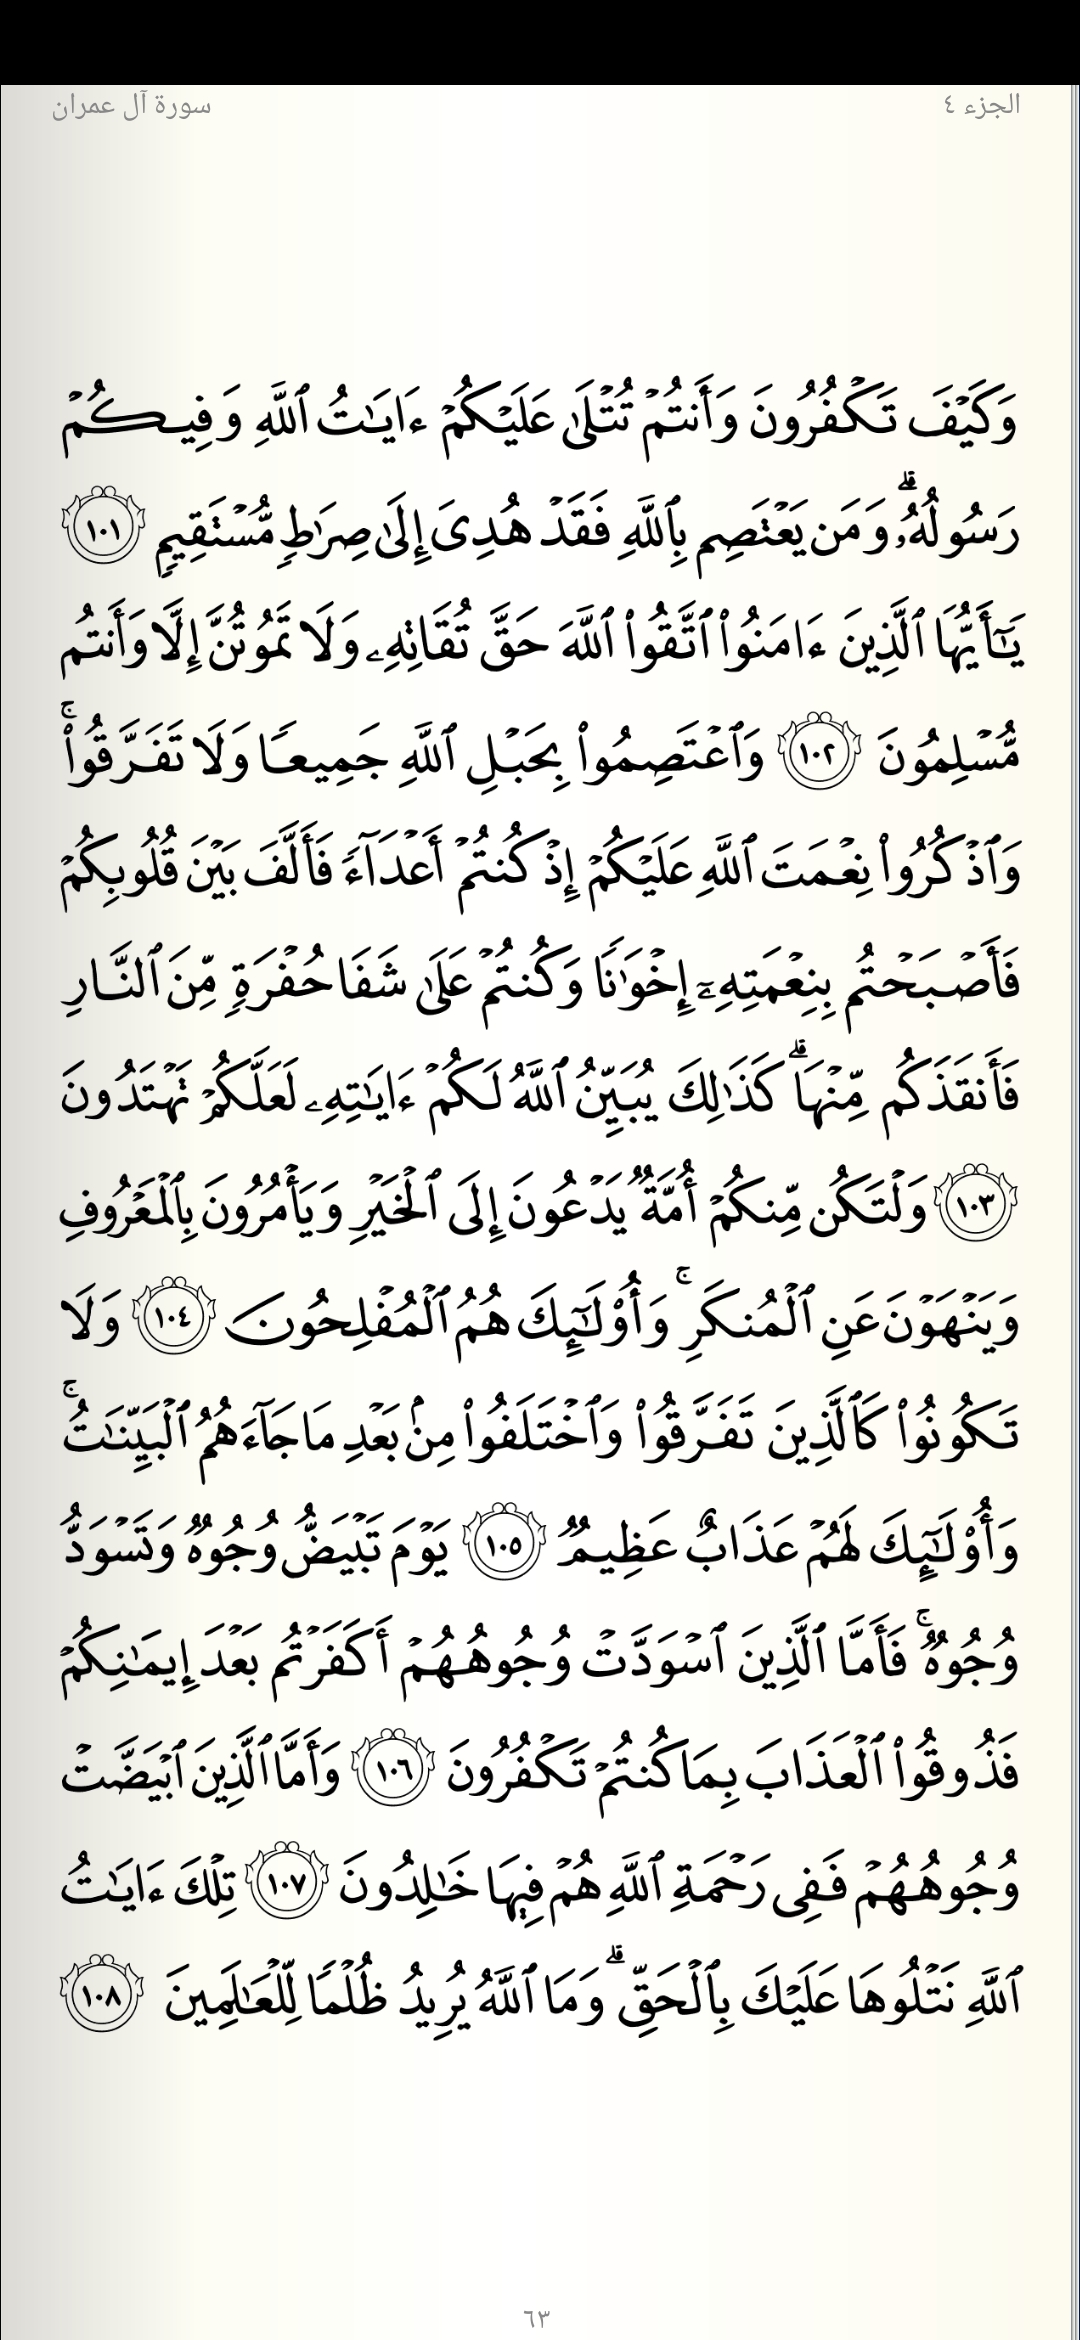 الجزء ٤
سورة آل عمران
وَكَيْفَ تَكْفُرُونَ وَأَنتُمْ تُتْلَىٰ عَلَيْكُمْ ءَايَـٰتُ ٱللَّهِ وَفِيكُمْ
رَسُولُهُۥ ۗ وَمَن يَعْتَصِم بِٱللَّهِ فَقَدْ هُدِىَ إِلَىٰ صِرَٰطٍ مُّسْتَقِيمٍ ١٠١
يَـٰٓأَيُّهَا ٱلَّذِينَ ءَامَنُوا۟ ٱتَّقُوا۟ ٱللَّهَ حَقَّ تُقَاتِهِۦ وَلَا تَمُوتُنَّ إِلَّا وَأَنتُم
مُّسْلِمُونَ ١٠٢ وَٱعْتَصِمُوا۟ بِحَبْلِ ٱللَّهِ جَمِيعًا وَلَا تَفَرَّقُوا۟ ۚ
وَٱذْكُرُوا۟ نِعْمَتَ ٱللَّهِ عَلَيْكُمْ إِذْ كُنتُمْ أَعْدَآءً فَأَلَّفَ بَيْنَ قُلُوبِكُمْ
فَأَصْبَحْتُم بِنِعْمَتِهِۦٓ إِخْوَٰنًا وَكُنتُمْ عَلَىٰ شَفَا حُفْرَةٍ مِّنَ ٱلنَّارِ
فَأَنقَذَكُم مِّنْهَا ۗ كَذَٰلِكَ يُبَيِّنُ ٱللَّهُ لَكُمْ ءَايَـٰتِهِۦ لَعَلَّكُمْ تَهْتَدُونَ
١٠٣ وَلْتَكُن مِّنكُمْ أُمَّةٌ يَدْعُونَ إِلَى ٱلْخَيْرِ وَيَأْمُرُونَ بِٱلْمَعْرُوفِ
وَيَنْهَوْنَ عَنِ ٱلْمُنكَرِ ۚ وَأُو۟لَـٰٓئِكَ هُمُ ٱلْمُفْلِحُونَ ١٠٤ وَلَا
تَكُونُوا۟ كَٱلَّذِينَ تَفَرَّقُوا۟ وَٱخْتَلَفُوا۟ مِنۢ بَعْدِ مَا جَآءَهُمُ ٱلْبَيِّنَـٰتُ ۚ
وَأُو۟لَـٰٓئِكَ لَهُمْ عَذَابٌ عَظِيمٌ ١٠٥ يَوْمَ تَبْيَضُّ وُجُوهٌ وَتَسْوَدُّ
وُجُوهٌ ۚ فَأَمَّا ٱلَّذِينَ ٱسْوَدَّتْ وُجُوهُهُمْ أَكَفَرْتُم بَعْدَ إِيمَـٰنِكُمْ
فَذُوقُوا۟ ٱلْعَذَابَ بِمَا كُنتُمْ تَكْفُرُونَ ١٠٦ وَأَمَّا ٱلَّذِينَ ٱبْيَضَّتْ
وُجُوهُهُمْ فَفِى رَحْمَةِ ٱللَّهِ هُمْ فِيهَا خَـٰلِدُونَ ١٠٧ تِلْكَ ءَايَـٰتُ
ٱللَّهِ نَتْلُوهَا عَلَيْكَ بِٱلْحَقِّ ۗ وَمَا ٱللَّهُ يُرِيدُ ظُلْمًا لِّلْعَـٰلَمِينَ ١٠٨
٦٣